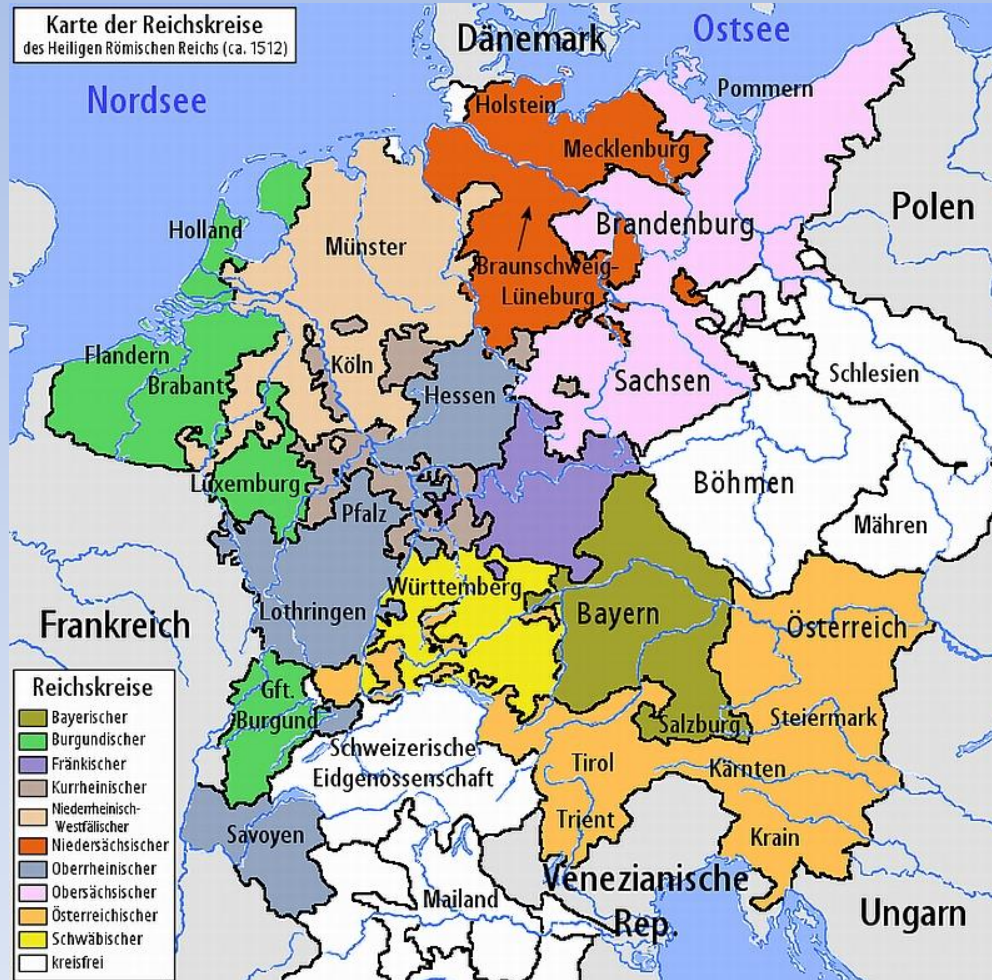 Karte der Reichskreise
des Heiligen Römischen Reichs (ca. 1512)
Dänemark
Ostsee
Nordsee
Pommern
Holstein
Mecklenburg
Polen
Holland
Brandenburg
Münster
Braunschweig-
Lüneburg
Flandern
Brabant
Köln
Hessen
Sachsen
Schlesien
Luxemburg
Böhmen
Pfalz
Mähren
Württemberg
Frankreich
Lothringen
Bayern
Österreich
Gft.
Burgund
Salzburg
Steiermark
Schweizerische
Eidgenossenschaft
Tirol
Kärnten
Trient
Krain
Savoyen
Mailand
Venezianische
Rep.
Ungarn
Reichskreise
Bayerischer
Burgundischer
Fränkischer
Kurrheinischer
Niederrheinisch-
Westfälischer
Niedersächsischer
Oberrheinischer
Obersächsischer
Österreichischer
Schwäbischer
kreisfrei